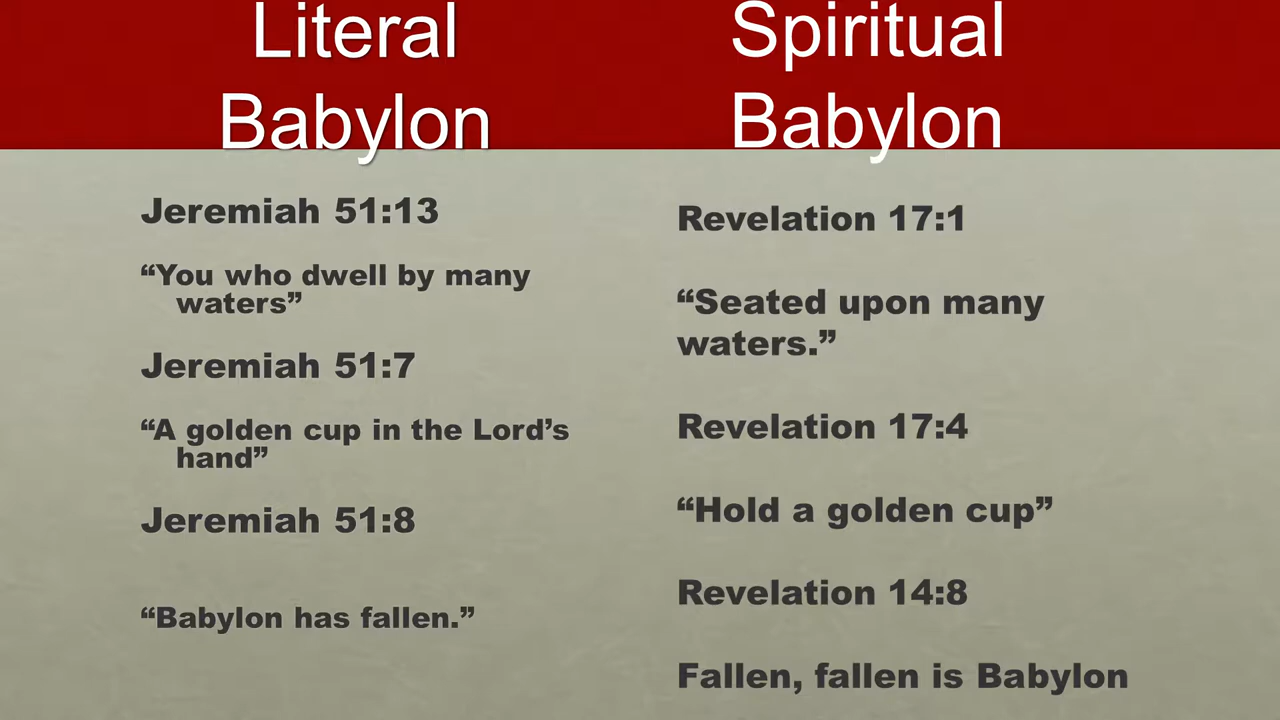 Literal
Babylon
Jeremiah 51:13
“You who dwell by many
waters”
Jeremiah 51:7
“A golden cup in the Lord’s
hand”
Jeremiah 51:8
“Babylon has fallen.”
Spiritual
Babylon
Revelation 17:1
“Seated upon many
waters.”
Revelation 17:4
“Hold a golden cup”
Revelation 14:8
Fallen, fallen is Babylon